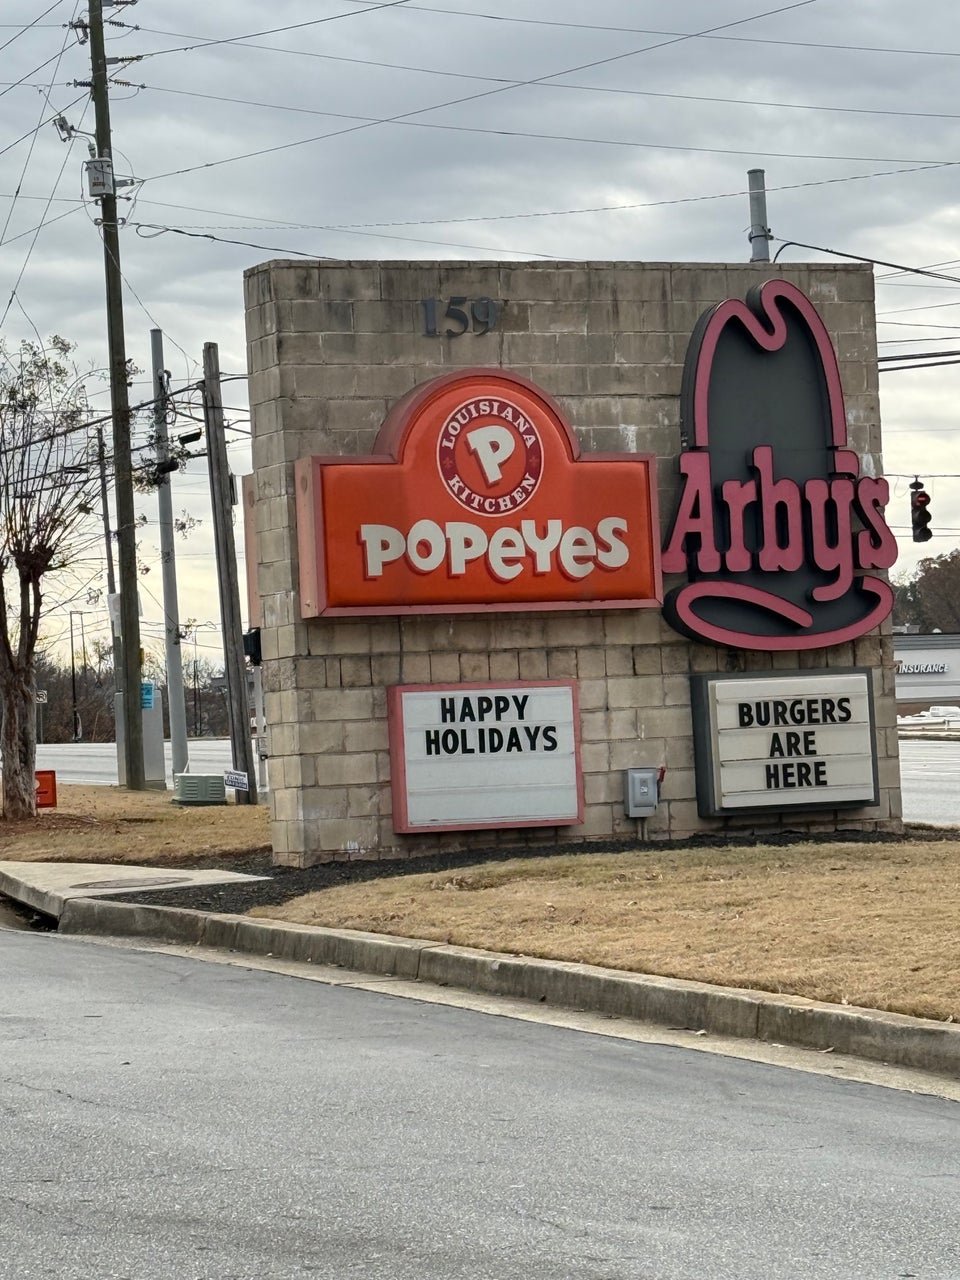 159
LOUISIANA
P
KITCHEN
POPEYES
Arby's
HAPPY
HOLIDAYS
BURGERS
ARE
HERE
INSURANCE